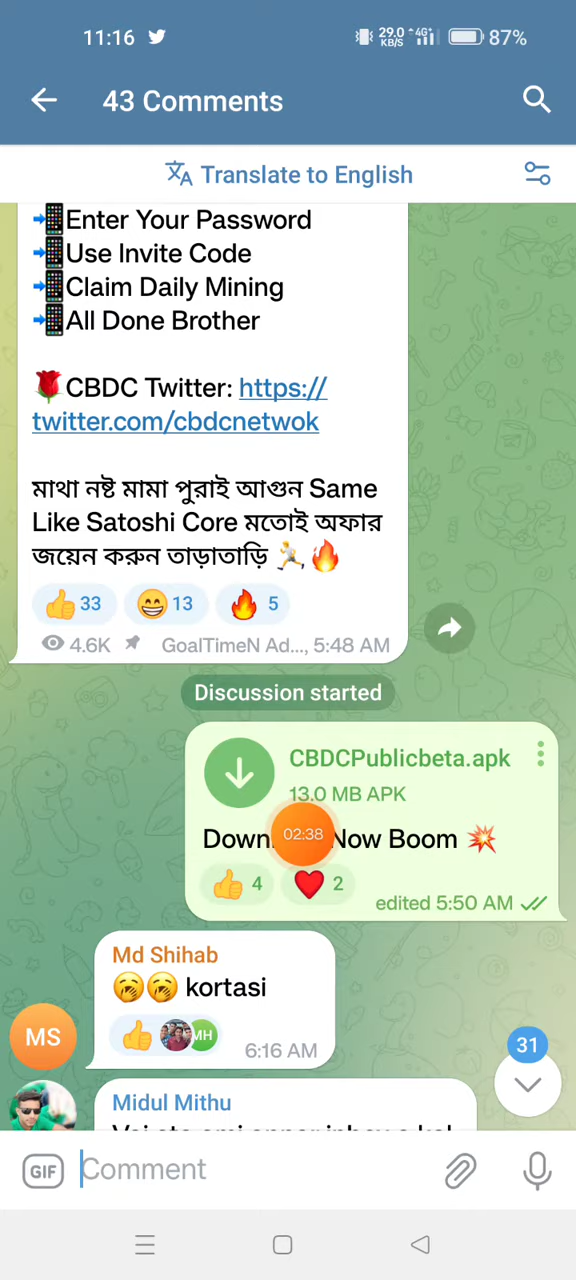 11:16
29.0 KB/S 4G 87%
43 Comments
Translate to English
📲Enter Your Password
📲Use Invite Code
📲Claim Daily Mining
📲All Done Brother
🌹CBDC Twitter: https://
twitter.com/cbdcnetwok
মাথা নষ্ট মামা পুরাই আগুন Same
Like Satoshi Core মতোই অফার
জয়েন করুন তাড়াতাড়ি 🏃🔥
👍 33 😁 13 🔥 5
4.6K GoalTimeN Ad..., 5:48 AM
Discussion started
CBDCPublicbeta.apk
13.0 MB APK
02:38
Now Boom 💥
👍 4 ❤️ 2
edited 5:50 AM
Md Shihab
🥱🥱 kortasi
MH
6:16 AM
MS
31
Midul Mithu
GIF Comment